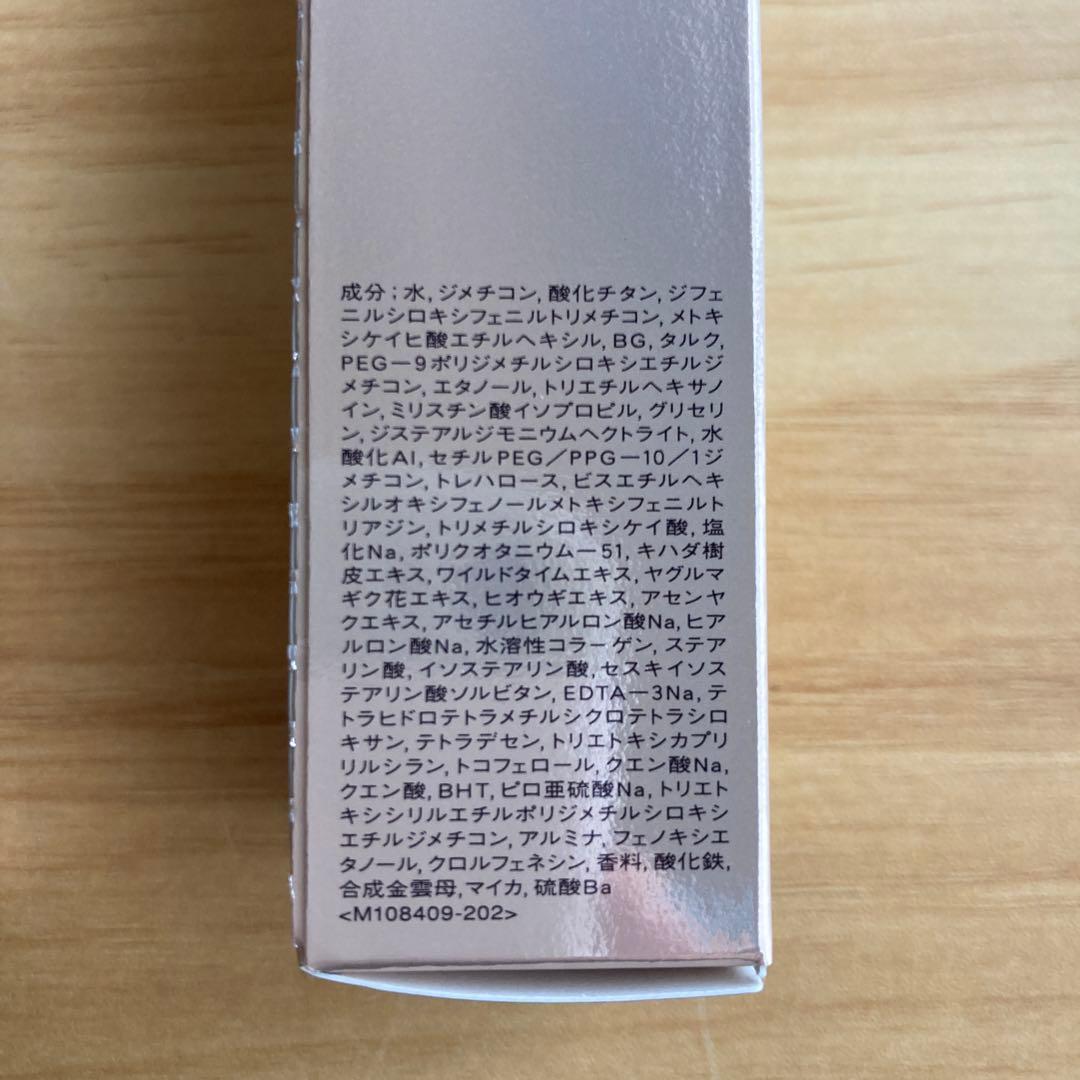 成分；水, ジメチコン, 酸化チタン, ジフェ
ニルシロキシフェニルトリメチコン, メトキ
シケイヒ酸エチルヘキシル, BG, タルク,
PEG－9ポリジメチルシロキシエチルジ
メチコン, エタノール, トリエチルヘキサノ
イン, ミリスチン酸イソプロピル, グリセリ
ン, ジステアルジモニウムヘクトライト, 水
酸化Al, セチルPEG／PPG－10／1ジ
メチコン, トレハロース, ビスエチルヘキ
シルオキシフェノールメトキシフェニルト
リアジン, トリメチルシロキシケイ酸, 塩
化Na, ポリクオタニウム－51, キハダ樹
皮エキス, ワイルドタイムエキス, ヤグルマ
ギク花エキス, ヒオウギエキス, アセンヤ
クエキス, アセチルヒアルロン酸Na, ヒア
ルロン酸Na, 水溶性コラーゲン, ステア
リン酸, イソステアリン酸, セスキイソス
テアリン酸ソルビタン, EDTA－3Na, テ
トラヒドロテトラメチルシクロテトラシロ
キサン, テトラデセン, トリエトキシカプリ
リルシラン, トコフェロール, クエン酸Na,
クエン酸, BHT, ピロ亜硫酸Na, トリエト
キシシリルエチルポリジメチルシロキシ
エチルジメチコン, アルミナ, フェノキシエ
タノール, クロルフェネシン, 香料, 酸化鉄,
合成金雲母, マイカ, 硫酸Ba
<M108409-202>